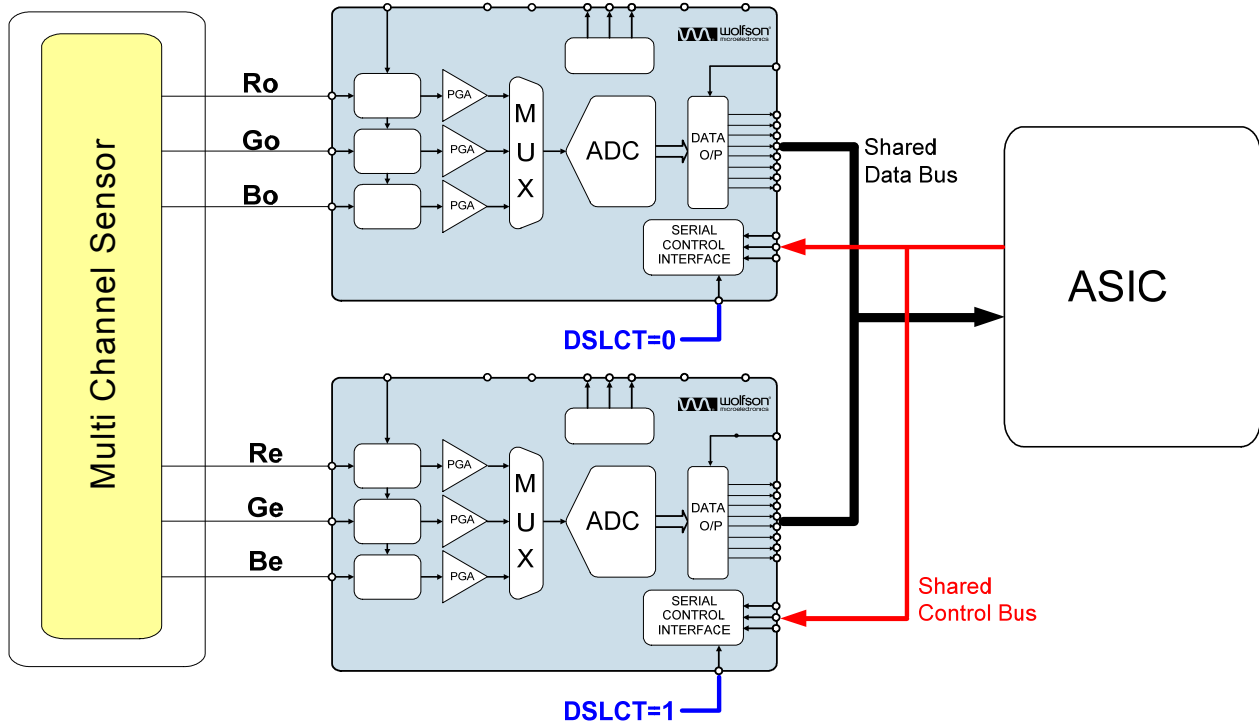 Multi Channel Sensor
Ro
Go
Bo
wolfson
microelectronics
PGA
PGA
PGA
M
U
X
ADC
DATA
O/P
SERIAL
CONTROL
INTERFACE
DSLCT=0
Shared
Data Bus
ASIC
Re
Ge
Be
wolfson
microelectronics
PGA
PGA
PGA
M
U
X
ADC
DATA
O/P
SERIAL
CONTROL
INTERFACE
DSLCT=1
Shared
Control Bus